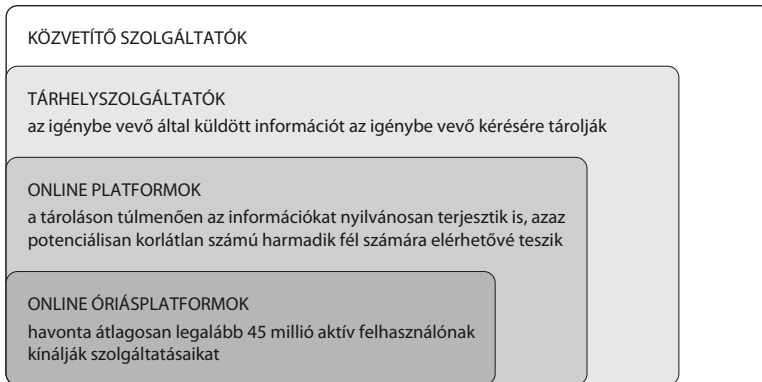 KÖZVETÍTŐ SZOLGÁLTATÓK
TÁRHELYSZOLGÁLTATÓK
az igénybe vevő által küldött információt az igénybe vevő kérésére tárolják
ONLINE PLATFORMOK
a tároláson túlmenően az információkat nyilvánosan terjesztik is, azaz
potenciálisan korlátlan számú harmadik fél számára elérhetővé teszik
ONLINE ÓRIÁSPLATFORMOK
havonta átlagosan legalább 45 millió aktív felhasználónak
kínálják szolgáltatásaikat